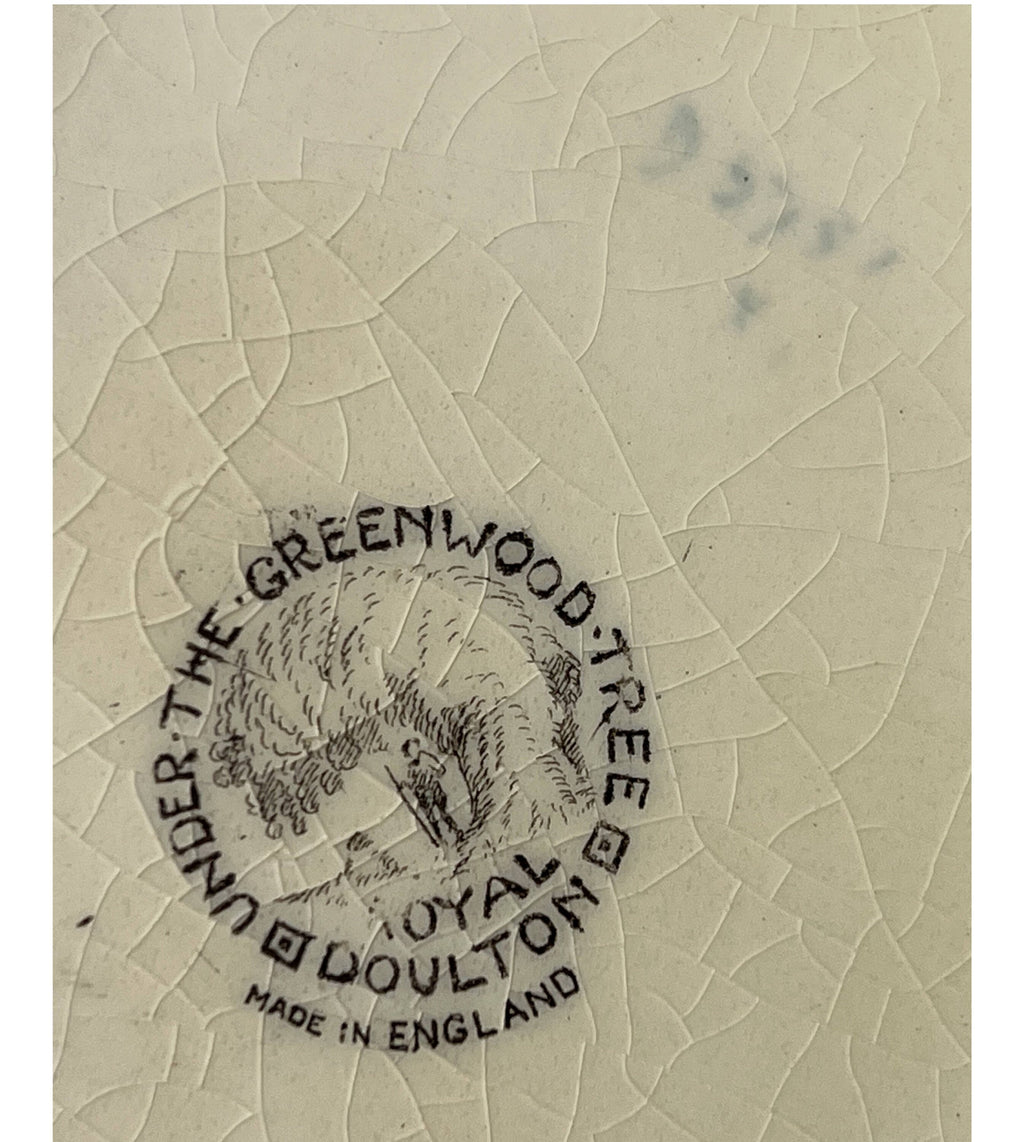 UNDER·THE·GREENWOOD·TREE
ROYAL
DOULTON
MADE IN ENGLAND